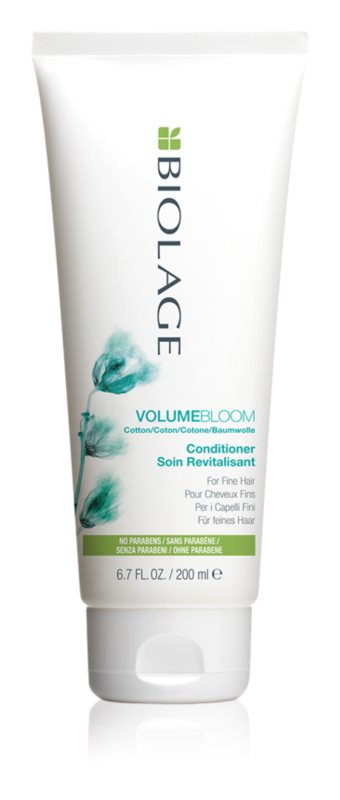 BIOLAGE
VOLUMEBLOOM
Cotton/Coton/Cotone/Baumwolle
Conditioner
Soin Revitalisant
For Fine Hair
Pour Cheveux Fins
Per i Capelli Fini
Für feines Haar
NO PARABENS / SANS PARABÈNE /
SENZA PARABENI / OHNE PARABENE
6.7 FL. OZ. / 200 ml ℮